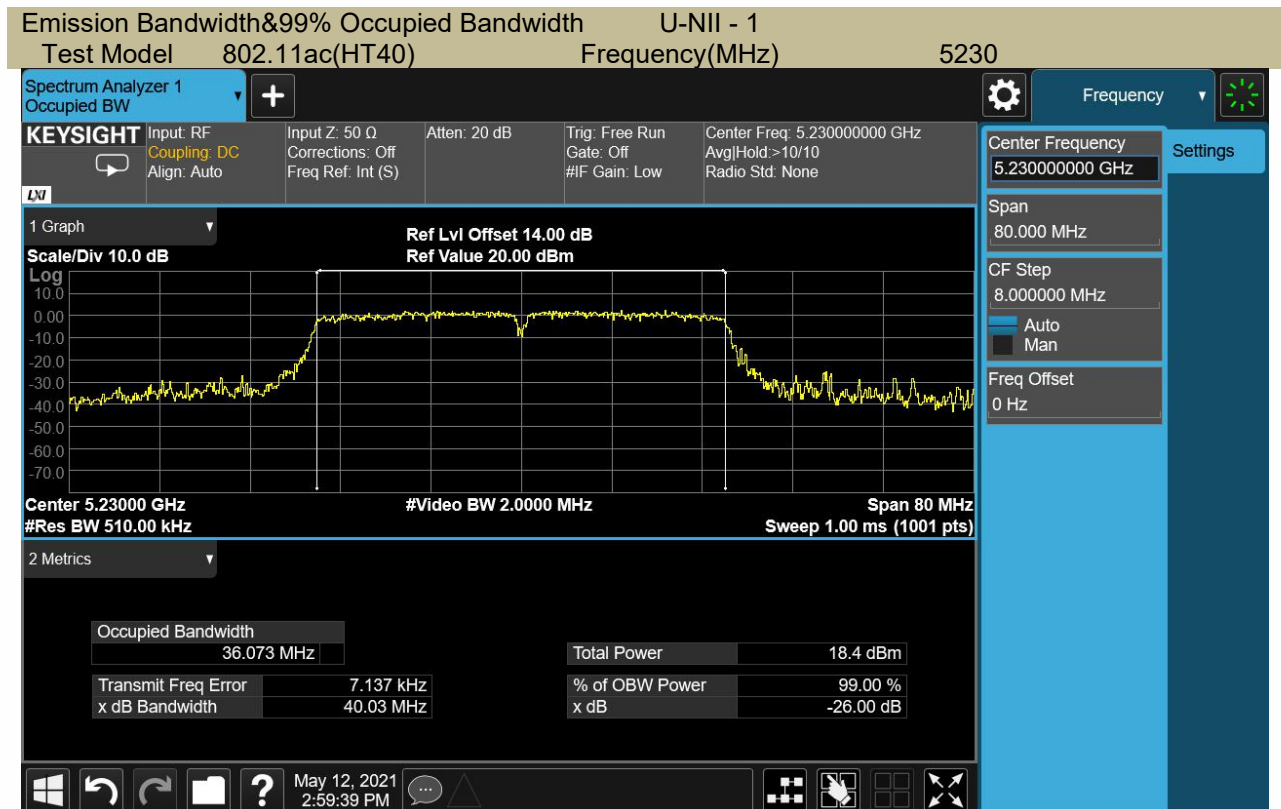 Emission Bandwidth&99% Occupied Bandwidth U-NII - 1
Test Model 802.11ac(HT40) Frequency(MHz) 5230
Spectrum Analyzer 1
Occupied BW
+
Frequency
KEYSIGHT
LXI
Input: RF
Coupling: DC
Align: Auto
Input Z: 50 Ω
Corrections: Off
Freq Ref: Int (S)
Atten: 20 dB
Trig: Free Run
Gate: Off
#IF Gain: Low
Center Freq: 5.230000000 GHz
Avg|Hold:>10/10
Radio Std: None
Center Frequency
5.230000000 GHz
Settings
Span
80.000 MHz
CF Step
8.000000 MHz
Auto
Man
Freq Offset
0 Hz
1 Graph
Scale/Div 10.0 dB
Ref Lvl Offset 14.00 dB
Ref Value 20.00 dBm
Log
10.0
0.00
-10.0
-20.0
-30.0
-40.0
-50.0
-60.0
-70.0
Center 5.23000 GHz #Video BW 2.0000 MHz Span 80 MHz
#Res BW 510.00 kHz Sweep 1.00 ms (1001 pts)
2 Metrics
Occupied Bandwidth
36.073 MHz Total Power 18.4 dBm
Transmit Freq Error 7.137 kHz % of OBW Power 99.00 %
x dB Bandwidth 40.03 MHz x dB -26.00 dB
?
May 12, 2021
2:59:39 PM